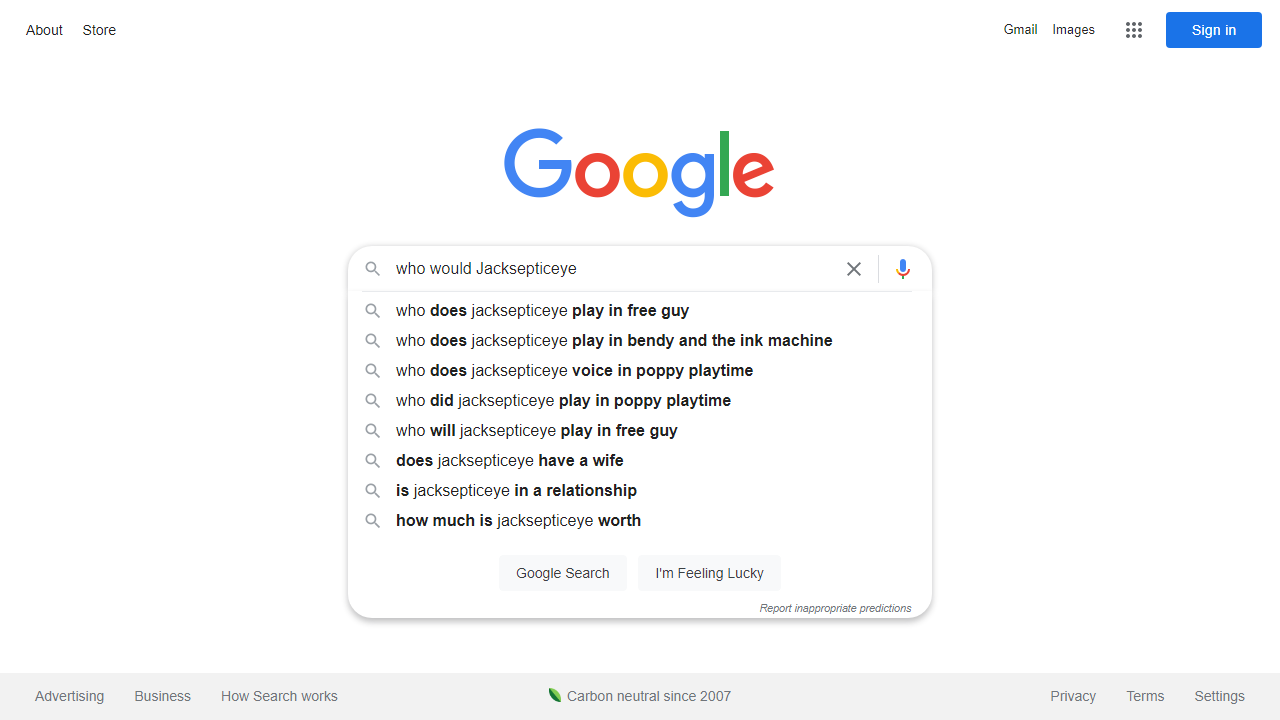 About Store Gmail Images Sign in
Google
who would Jacksepticeye
who does jacksepticeye play in free guy
who does jacksepticeye play in bendy and the ink machine
who does jacksepticeye voice in poppy playtime
who did jacksepticeye play in poppy playtime
who will jacksepticeye play in free guy
does jacksepticeye have a wife
is jacksepticeye in a relationship
how much is jacksepticeye worth
Google Search I'm Feeling Lucky
Report inappropriate predictions
Advertising Business How Search works Carbon neutral since 2007 Privacy Terms Settings